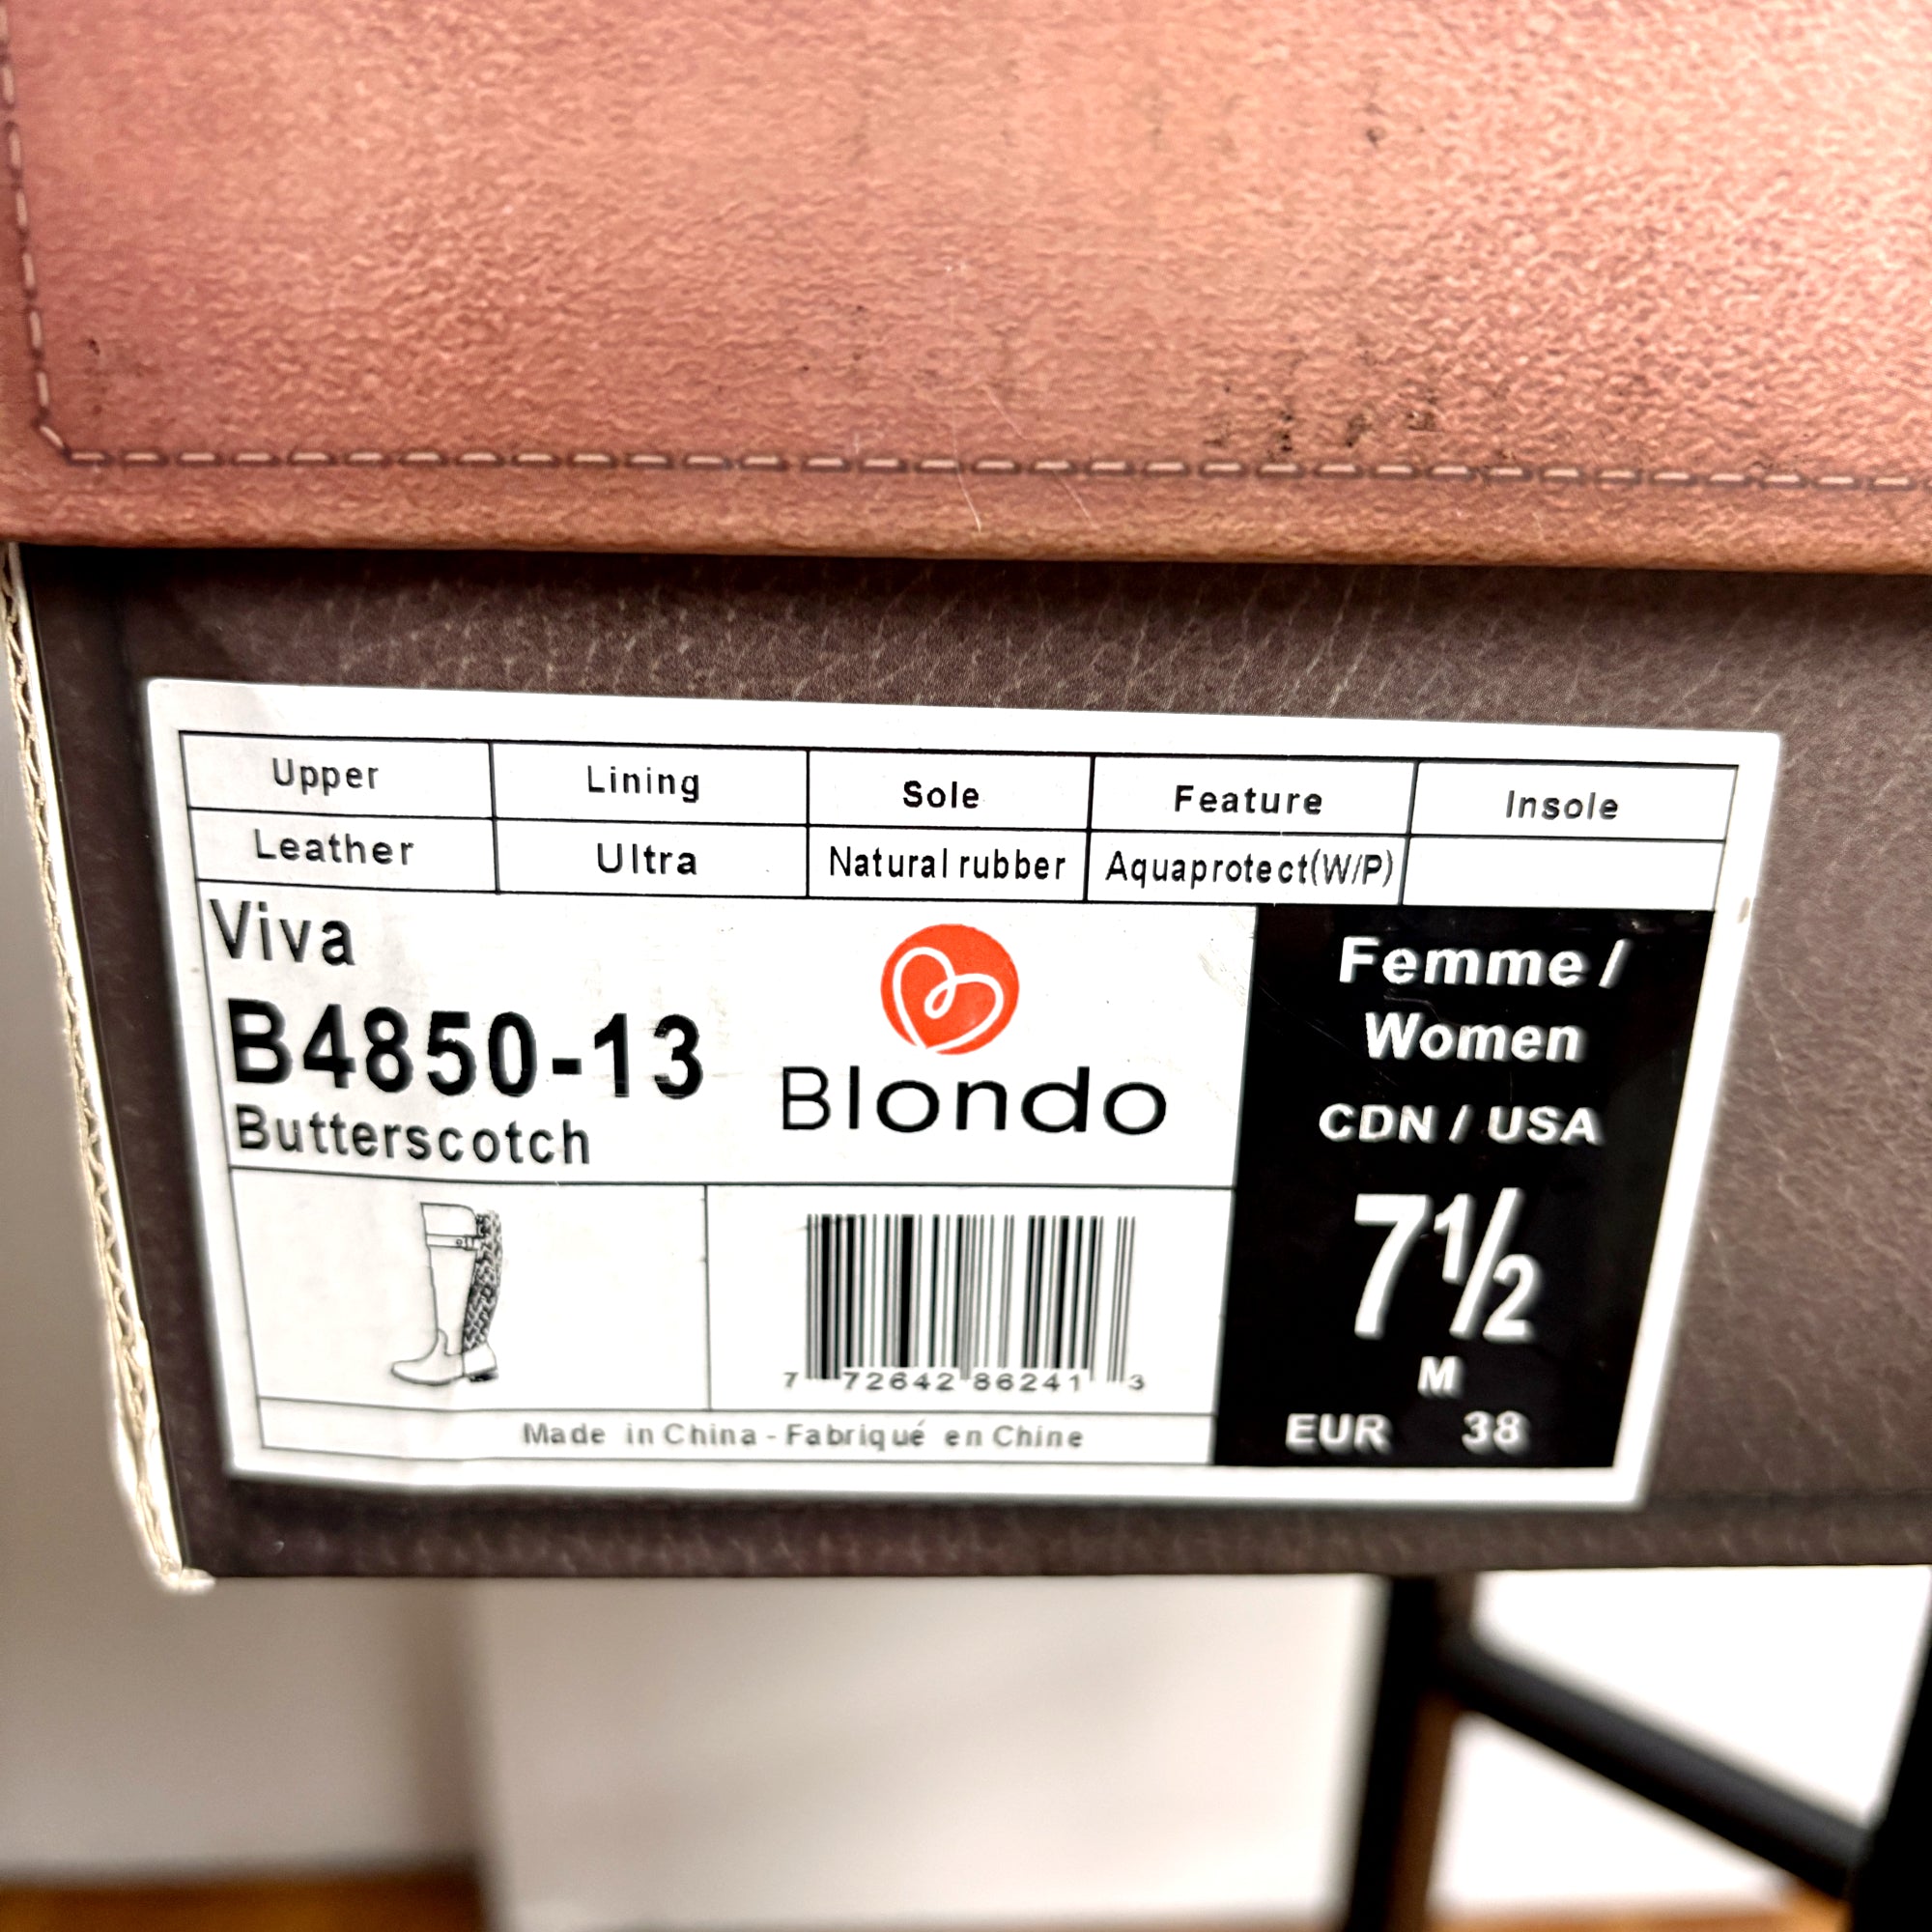 Upper Lining Sole Feature Insole
Leather Ultra Natural rubber Aquaprotect(W/P)
Viva
B4850-13
Butterscotch
Blondo
Femme /
Women
CDN / USA
7½
M
EUR 38
7 72642 86241 3
Made in China - Fabriqué en Chine